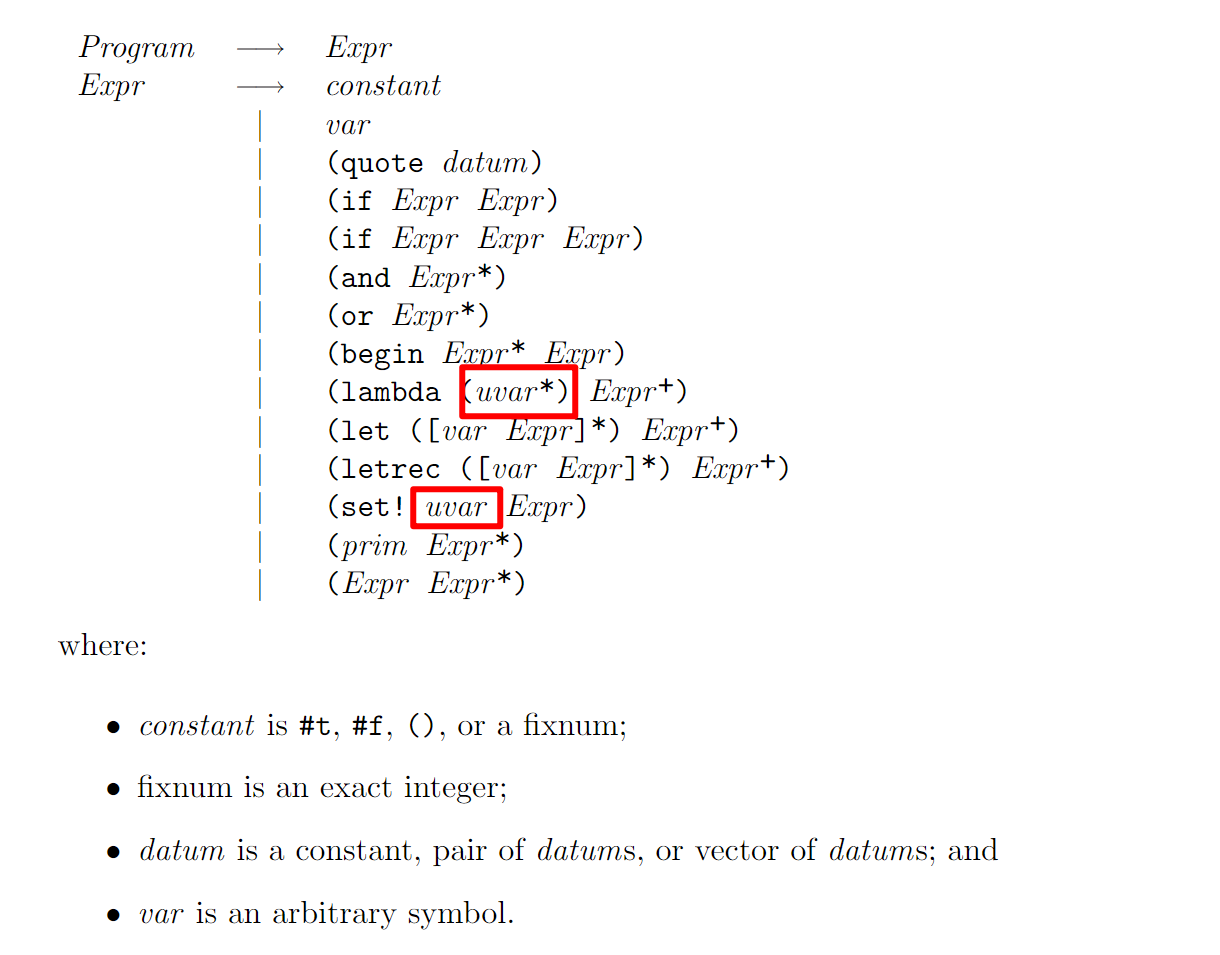 Program ⟶ Expr
Expr ⟶ constant
| var
| (quote datum)
| (if Expr Expr)
| (if Expr Expr Expr)
| (and Expr*)
| (or Expr*)
| (begin Expr* Expr)
| (lambda (uvar*) Expr+)
| (let ([var Expr]*) Expr+)
| (letrec ([var Expr]*) Expr+)
| (set! uvar Expr)
| (prim Expr*)
| (Expr Expr*)
where:
• constant is #t, #f, (), or a fixnum;
• fixnum is an exact integer;
• datum is a constant, pair of datums, or vector of datums; and
• var is an arbitrary symbol.